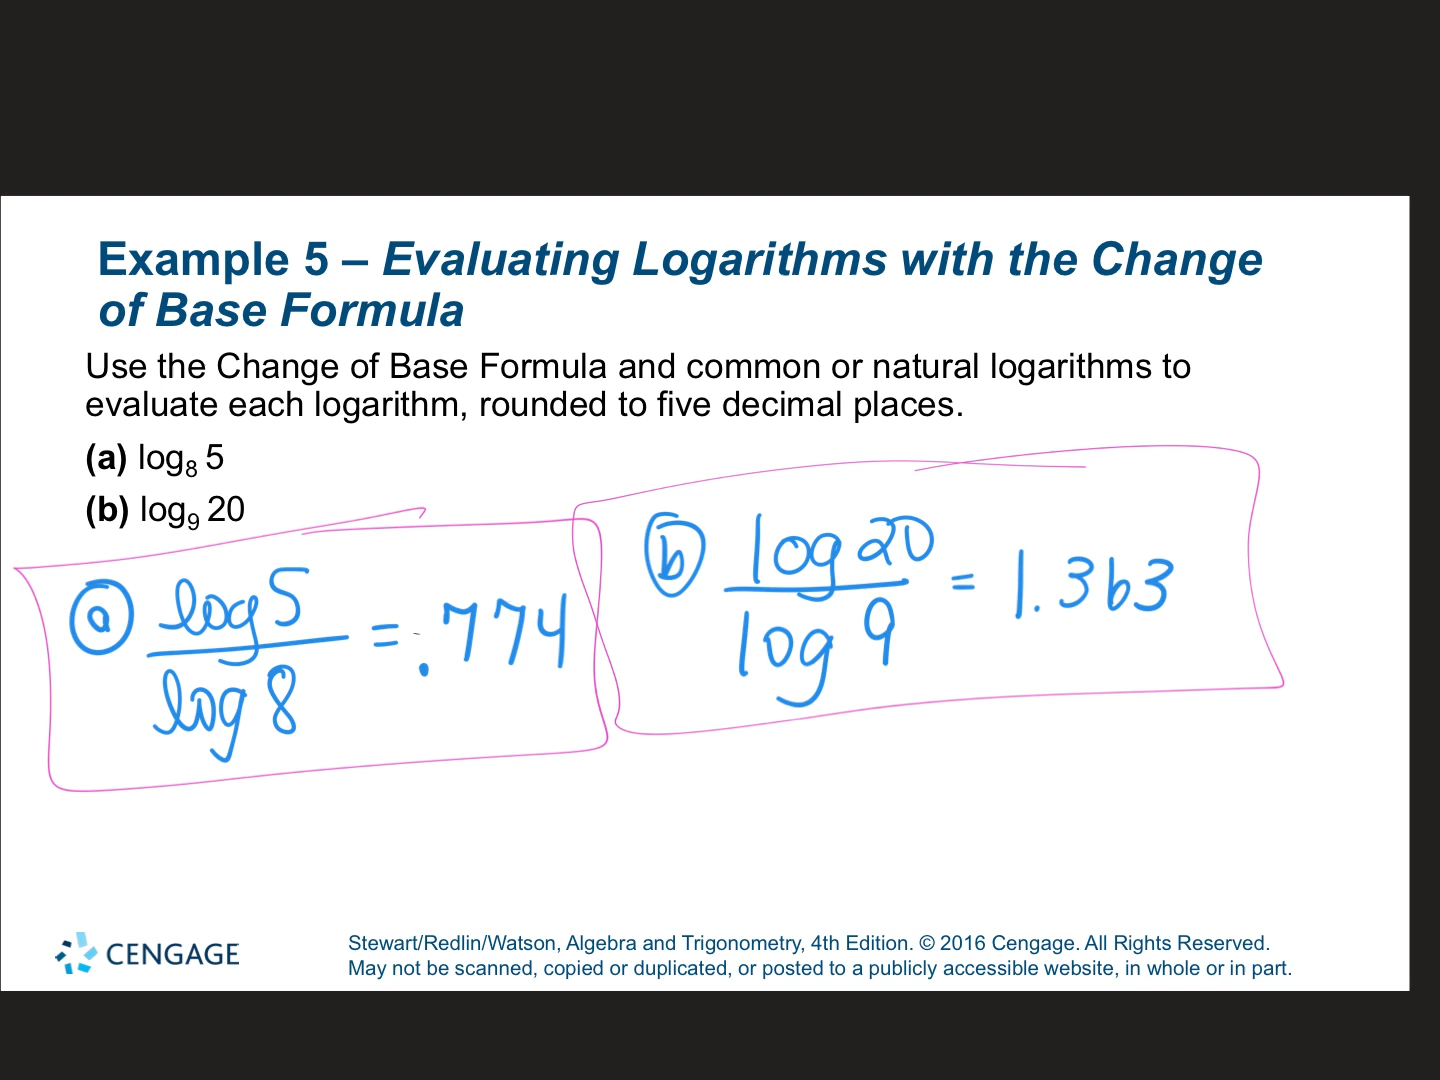 Example 5 – Evaluating Logarithms with the Change
of Base Formula
Use the Change of Base Formula and common or natural logarithms to
evaluate each logarithm, rounded to five decimal places.
(a) log₈ 5
(b) log₉ 20
ⓐ log 5 / log 8 = .774
ⓑ log 20 / log 9 = 1.363
CENGAGE
Stewart/Redlin/Watson, Algebra and Trigonometry, 4th Edition. © 2016 Cengage. All Rights Reserved.
May not be scanned, copied or duplicated, or posted to a publicly accessible website, in whole or in part.